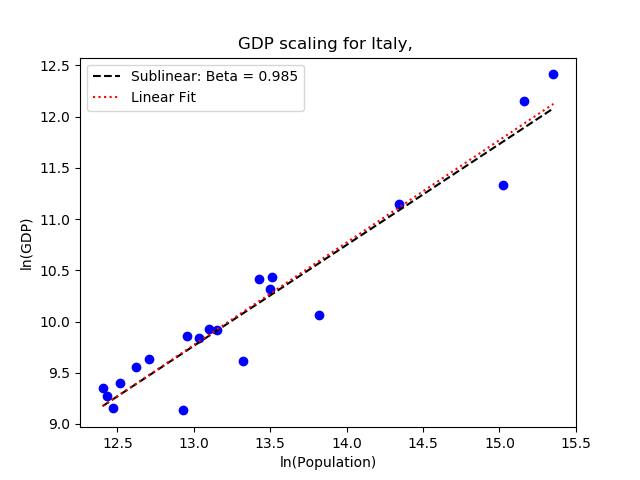 GDP scaling for Italy,
Sublinear: Beta = 0.985
Linear Fit
12.5
12.0
11.5
11.0
10.5
10.0
9.5
9.0
ln(GDP)
12.5 13.0 13.5 14.0 14.5 15.0 15.5
ln(Population)